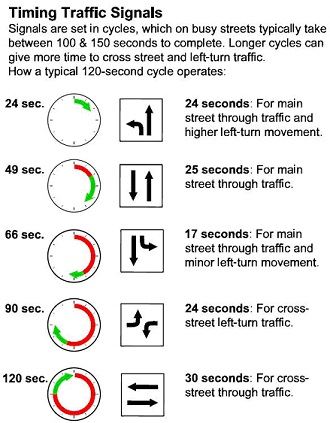 Timing Traffic Signals
Signals are set in cycles, which on busy streets typically take
between 100 & 150 seconds to complete. Longer cycles can
give more time to cross street and left-turn traffic.
How a typical 120-second cycle operates:
24 sec.
24 seconds: For main
street through traffic and
higher left-turn movement.
49 sec.
25 seconds: For main
street through traffic.
66 sec.
17 seconds: For main
street through traffic and
minor left-turn movement.
90 sec.
24 seconds: For cross-
street left-turn traffic.
120 sec.
30 seconds: For cross-
street through traffic.